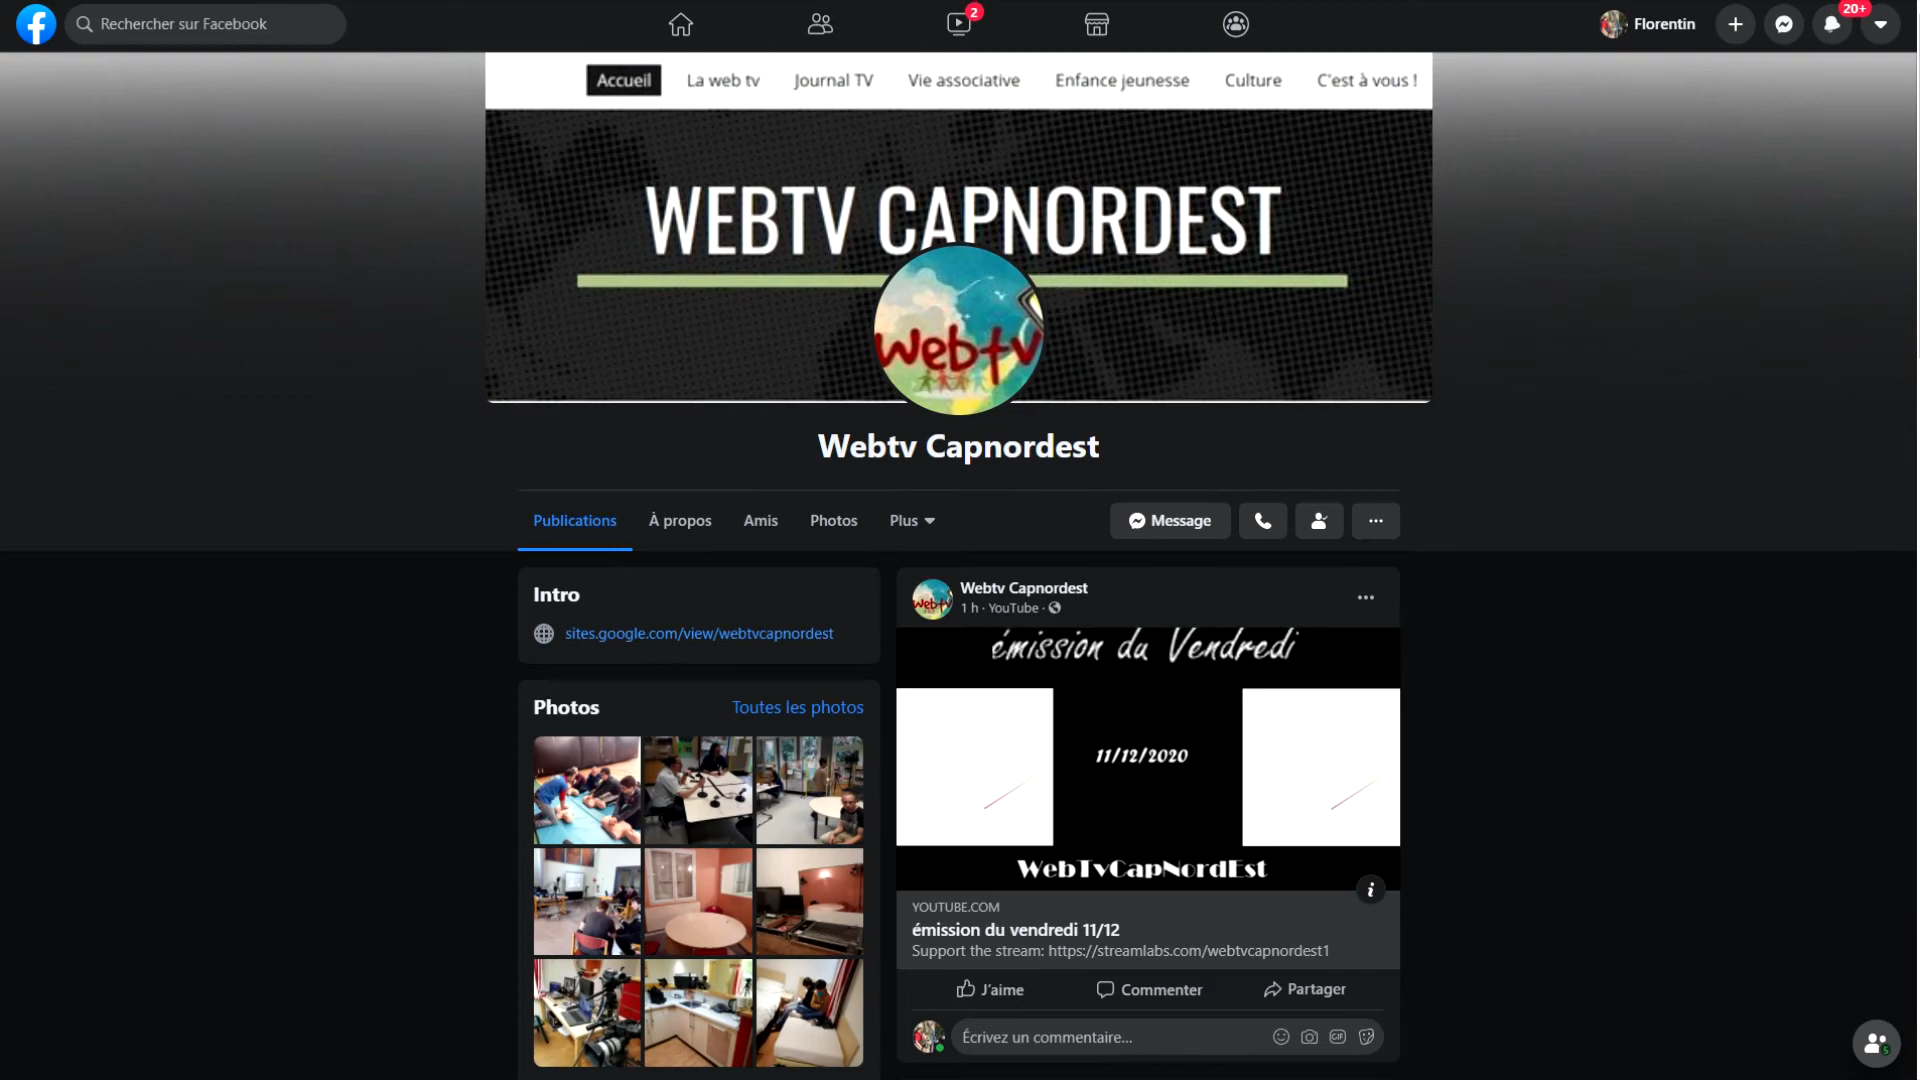 Rechercher sur Facebook
2
Florentin
20+
Accueil
La web tv
Journal TV
Vie associative
Enfance jeunesse
Culture
C'est à vous !
WEBTV CAPNORDEST
webtv
Webtv Capnordest
Publications
À propos
Amis
Photos
Plus
Message
Intro
sites.google.com/view/webtvcapnordest
Photos
Toutes les photos
webtv
Webtv Capnordest
1 h · YouTube ·
émission du Vendredi
11/12/2020
WebTvCapNordEst
YOUTUBE.COM
émission du vendredi 11/12
Support the stream: https://streamlabs.com/webtvcapnordest1
J'aime
Commenter
Partager
Écrivez un commentaire...
GIF
5